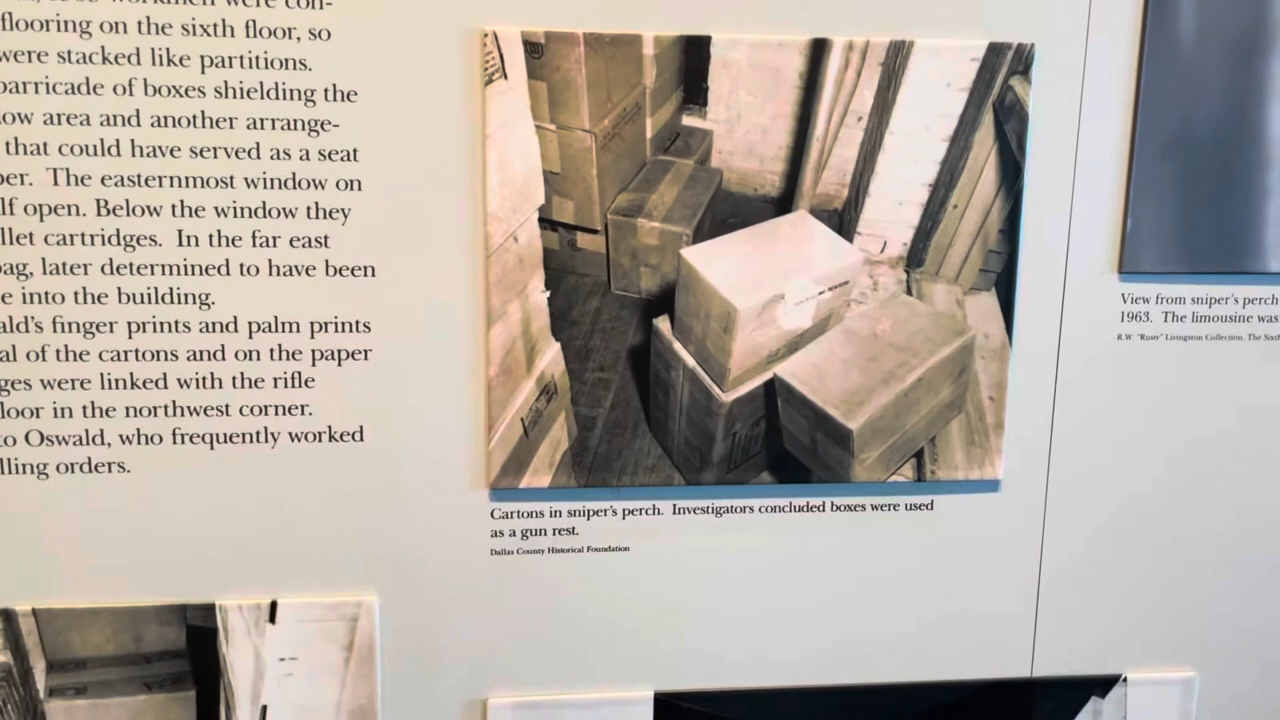 flooring on the sixth floor, so
were stacked like partitions.
barricade of boxes shielding the
ow area and another arrange-
that could have served as a seat
per. The easternmost window on
lf open. Below the window they
llet cartridges. In the far east
bag, later determined to have been
e into the building.
ald's finger prints and palm prints
al of the cartons and on the paper
ges were linked with the rifle
loor in the northwest corner.
to Oswald, who frequently worked
lling orders.
Cartons in sniper's perch. Investigators concluded boxes were used
as a gun rest.
Dallas County Historical Foundation
View from sniper's perch
1963. The limousine was
R.W. "Rusty" Livingston Collection, The Sixth